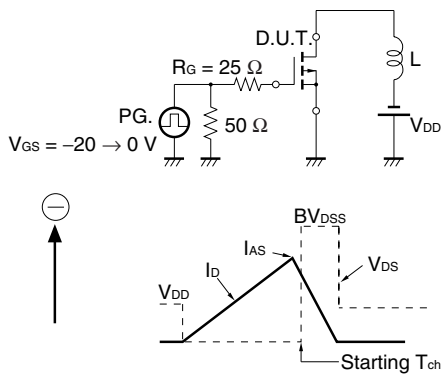 D.U.T.
RG = 25 Ω
L
PG.
50 Ω
VDD
VGS = −20 → 0 V
−
BVDSS
IAS
ID
VDS
VDD
Starting Tch